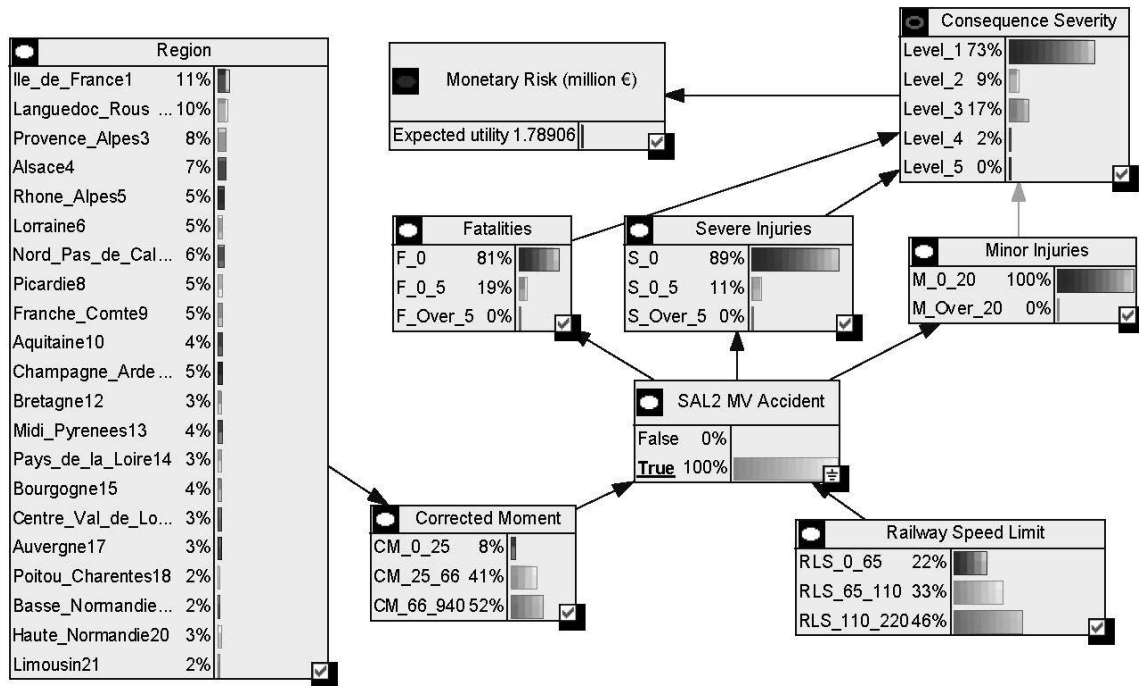 Region
Ile_de_France1 11%
Languedoc_Rous ... 10%
Provence_Alpes3 8%
Alsace4 7%
Rhone_Alpes5 5%
Lorraine6 5%
Nord_Pas_de_Cal... 6%
Picardie8 5%
Franche_Comte9 5%
Aquitaine10 4%
Champagne_Arde ... 5%
Bretagne12 3%
Midi_Pyrenees13 4%
Pays_de_la_Loire14 3%
Bourgogne15 4%
Centre_Val_de_Lo... 3%
Auvergne17 3%
Poitou_Charentes18 2%
Basse_Normandie... 2%
Haute_Normandie20 3%
Limousin21 2%
Monetary Risk (million €)
Expected utility 1.78906
Consequence Severity
Level_1 73%
Level_2 9%
Level_3 17%
Level_4 2%
Level_5 0%
Fatalities
F_0 81%
F_0_5 19%
F_Over_5 0%
Severe Injuries
S_0 89%
S_0_5 11%
S_Over_5 0%
Minor Injuries
M_0_20 100%
M_Over_20 0%
SAL2 MV Accident
False 0%
True 100%
Corrected Moment
CM_0_25 8%
CM_25_66 41%
CM_66_940 52%
Railway Speed Limit
RLS_0_65 22%
RLS_65_110 33%
RLS_110_220 46%